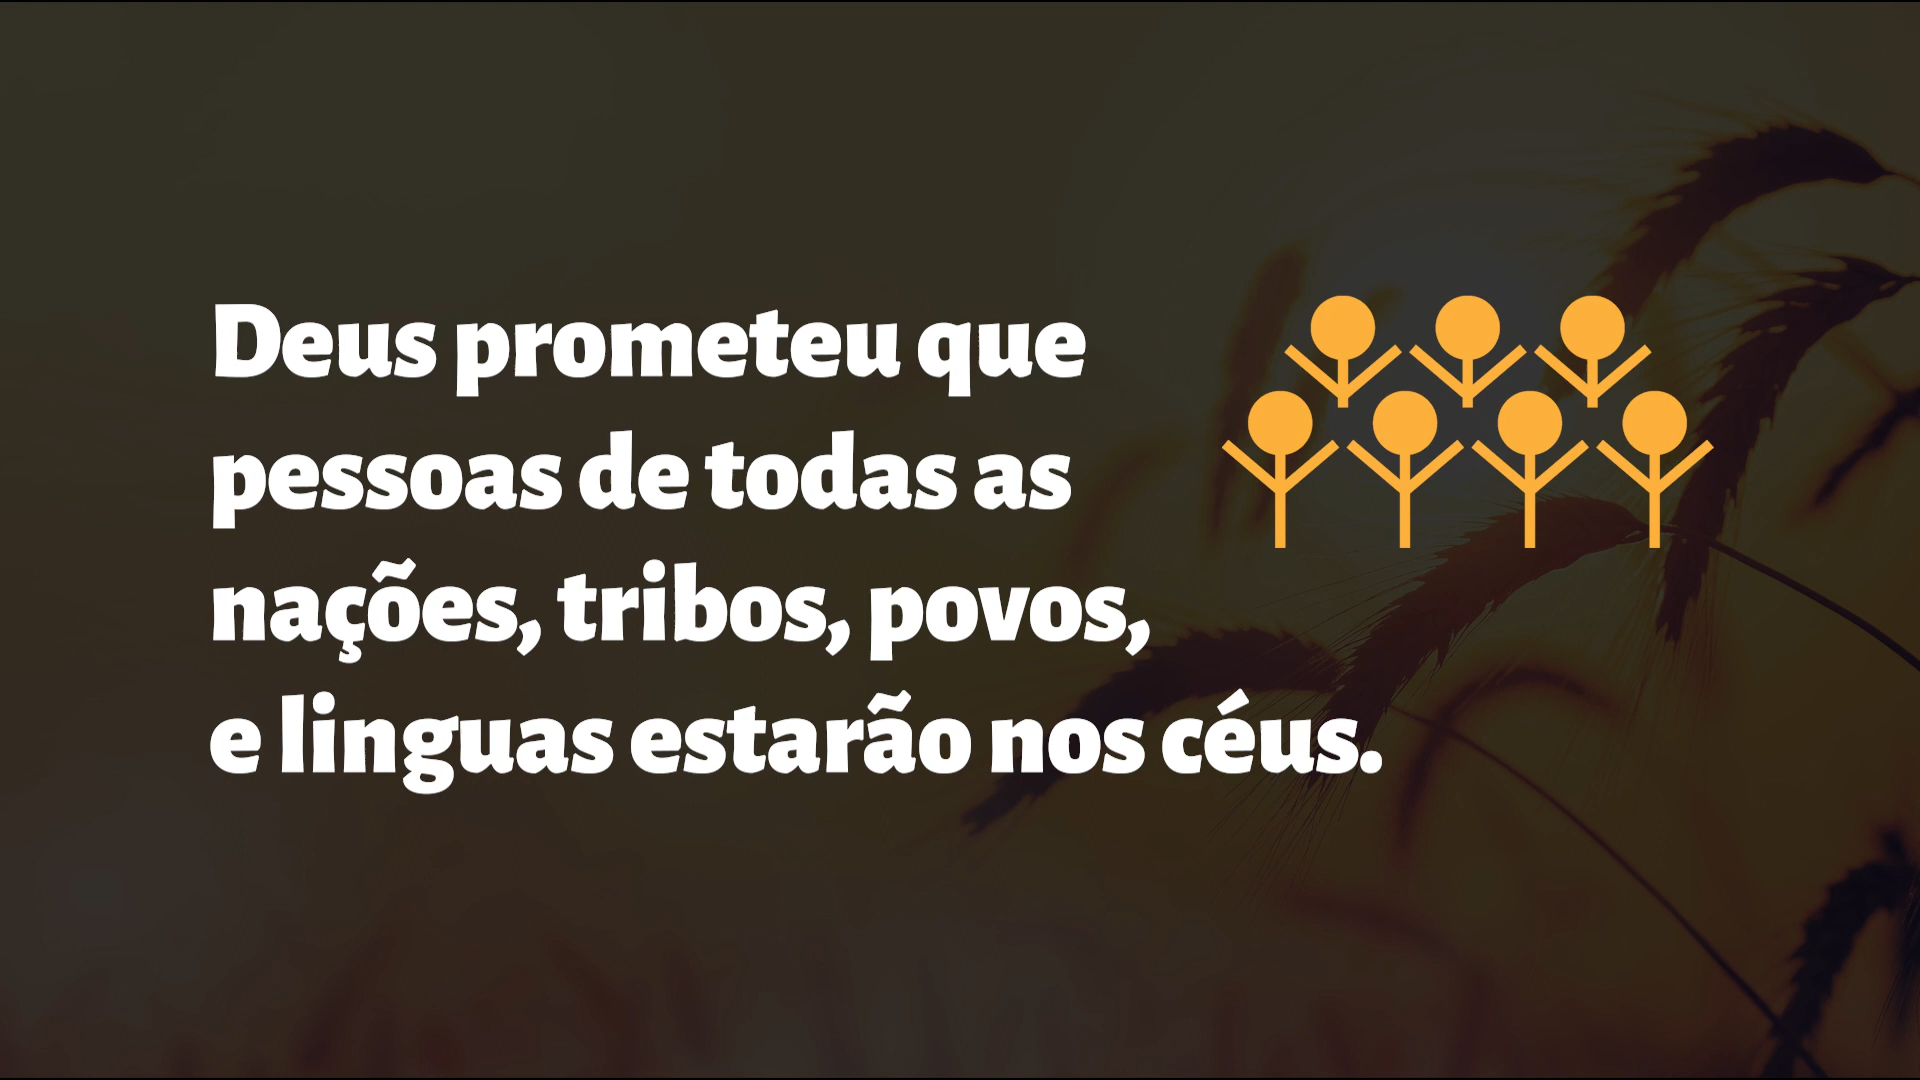 Deus prometeu que
pessoas de todas as
nações, tribos, povos,
e linguas estarão nos céus.